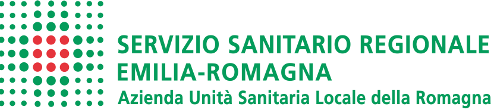 SERVIZIO SANITARIO REGIONALE
EMILIA-ROMAGNA
Azienda Unità Sanitaria Locale della Romagna